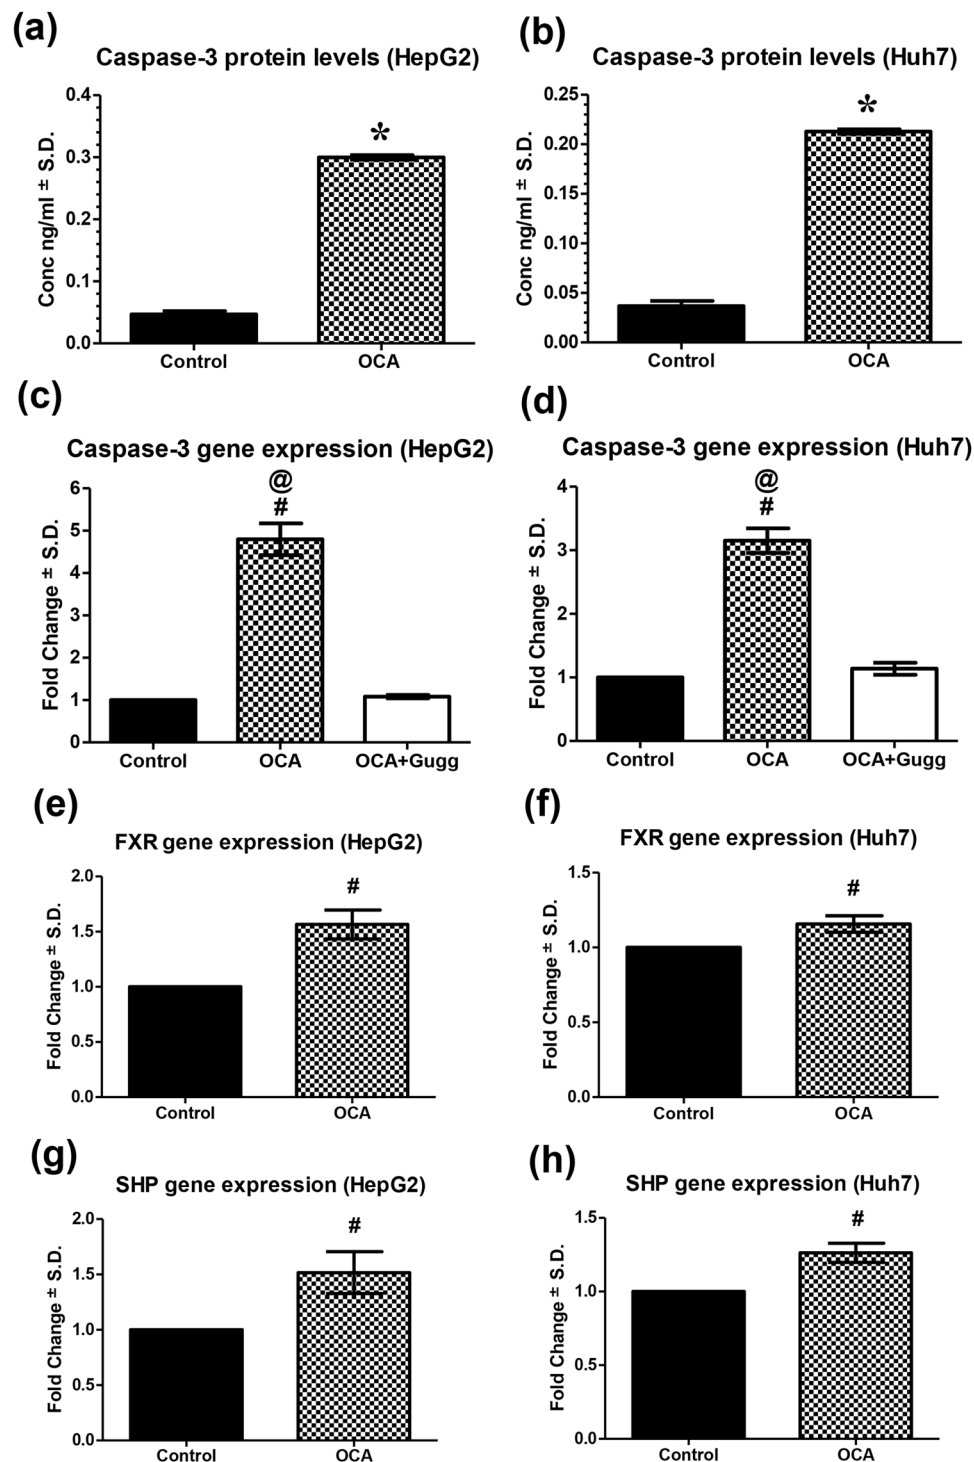 (a)
Caspase-3 protein levels (HepG2)
Conc ng/ml ± S.D.
0.4
0.3
0.2
0.1
0.0
*
Control
OCA
(b)
Caspase-3 protein levels (Huh7)
Conc ng/ml ± S.D.
0.25
0.20
0.15
0.10
0.05
0.00
*
Control
OCA
(c)
Caspase-3 gene expression (HepG2)
Fold Change ± S.D.
6
5
4
3
2
1
0
@
#
Control
OCA
OCA+Gugg
(d)
Caspase-3 gene expression (Huh7)
Fold Change ± S.D.
4
3
2
1
0
@
#
Control
OCA
OCA+Gugg
(e)
FXR gene expression (HepG2)
Fold Change ± S.D.
2.0
1.5
1.0
0.5
0.0
#
Control
OCA
(f)
FXR gene expression (Huh7)
Fold Change ± S.D.
1.5
1.0
0.5
0.0
#
Control
OCA
(g)
SHP gene expression (HepG2)
Fold Change ± S.D.
2.0
1.5
1.0
0.5
0.0
#
Control
OCA
(h)
SHP gene expression (Huh7)
Fold Change ± S.D.
1.5
1.0
0.5
0.0
#
Control
OCA